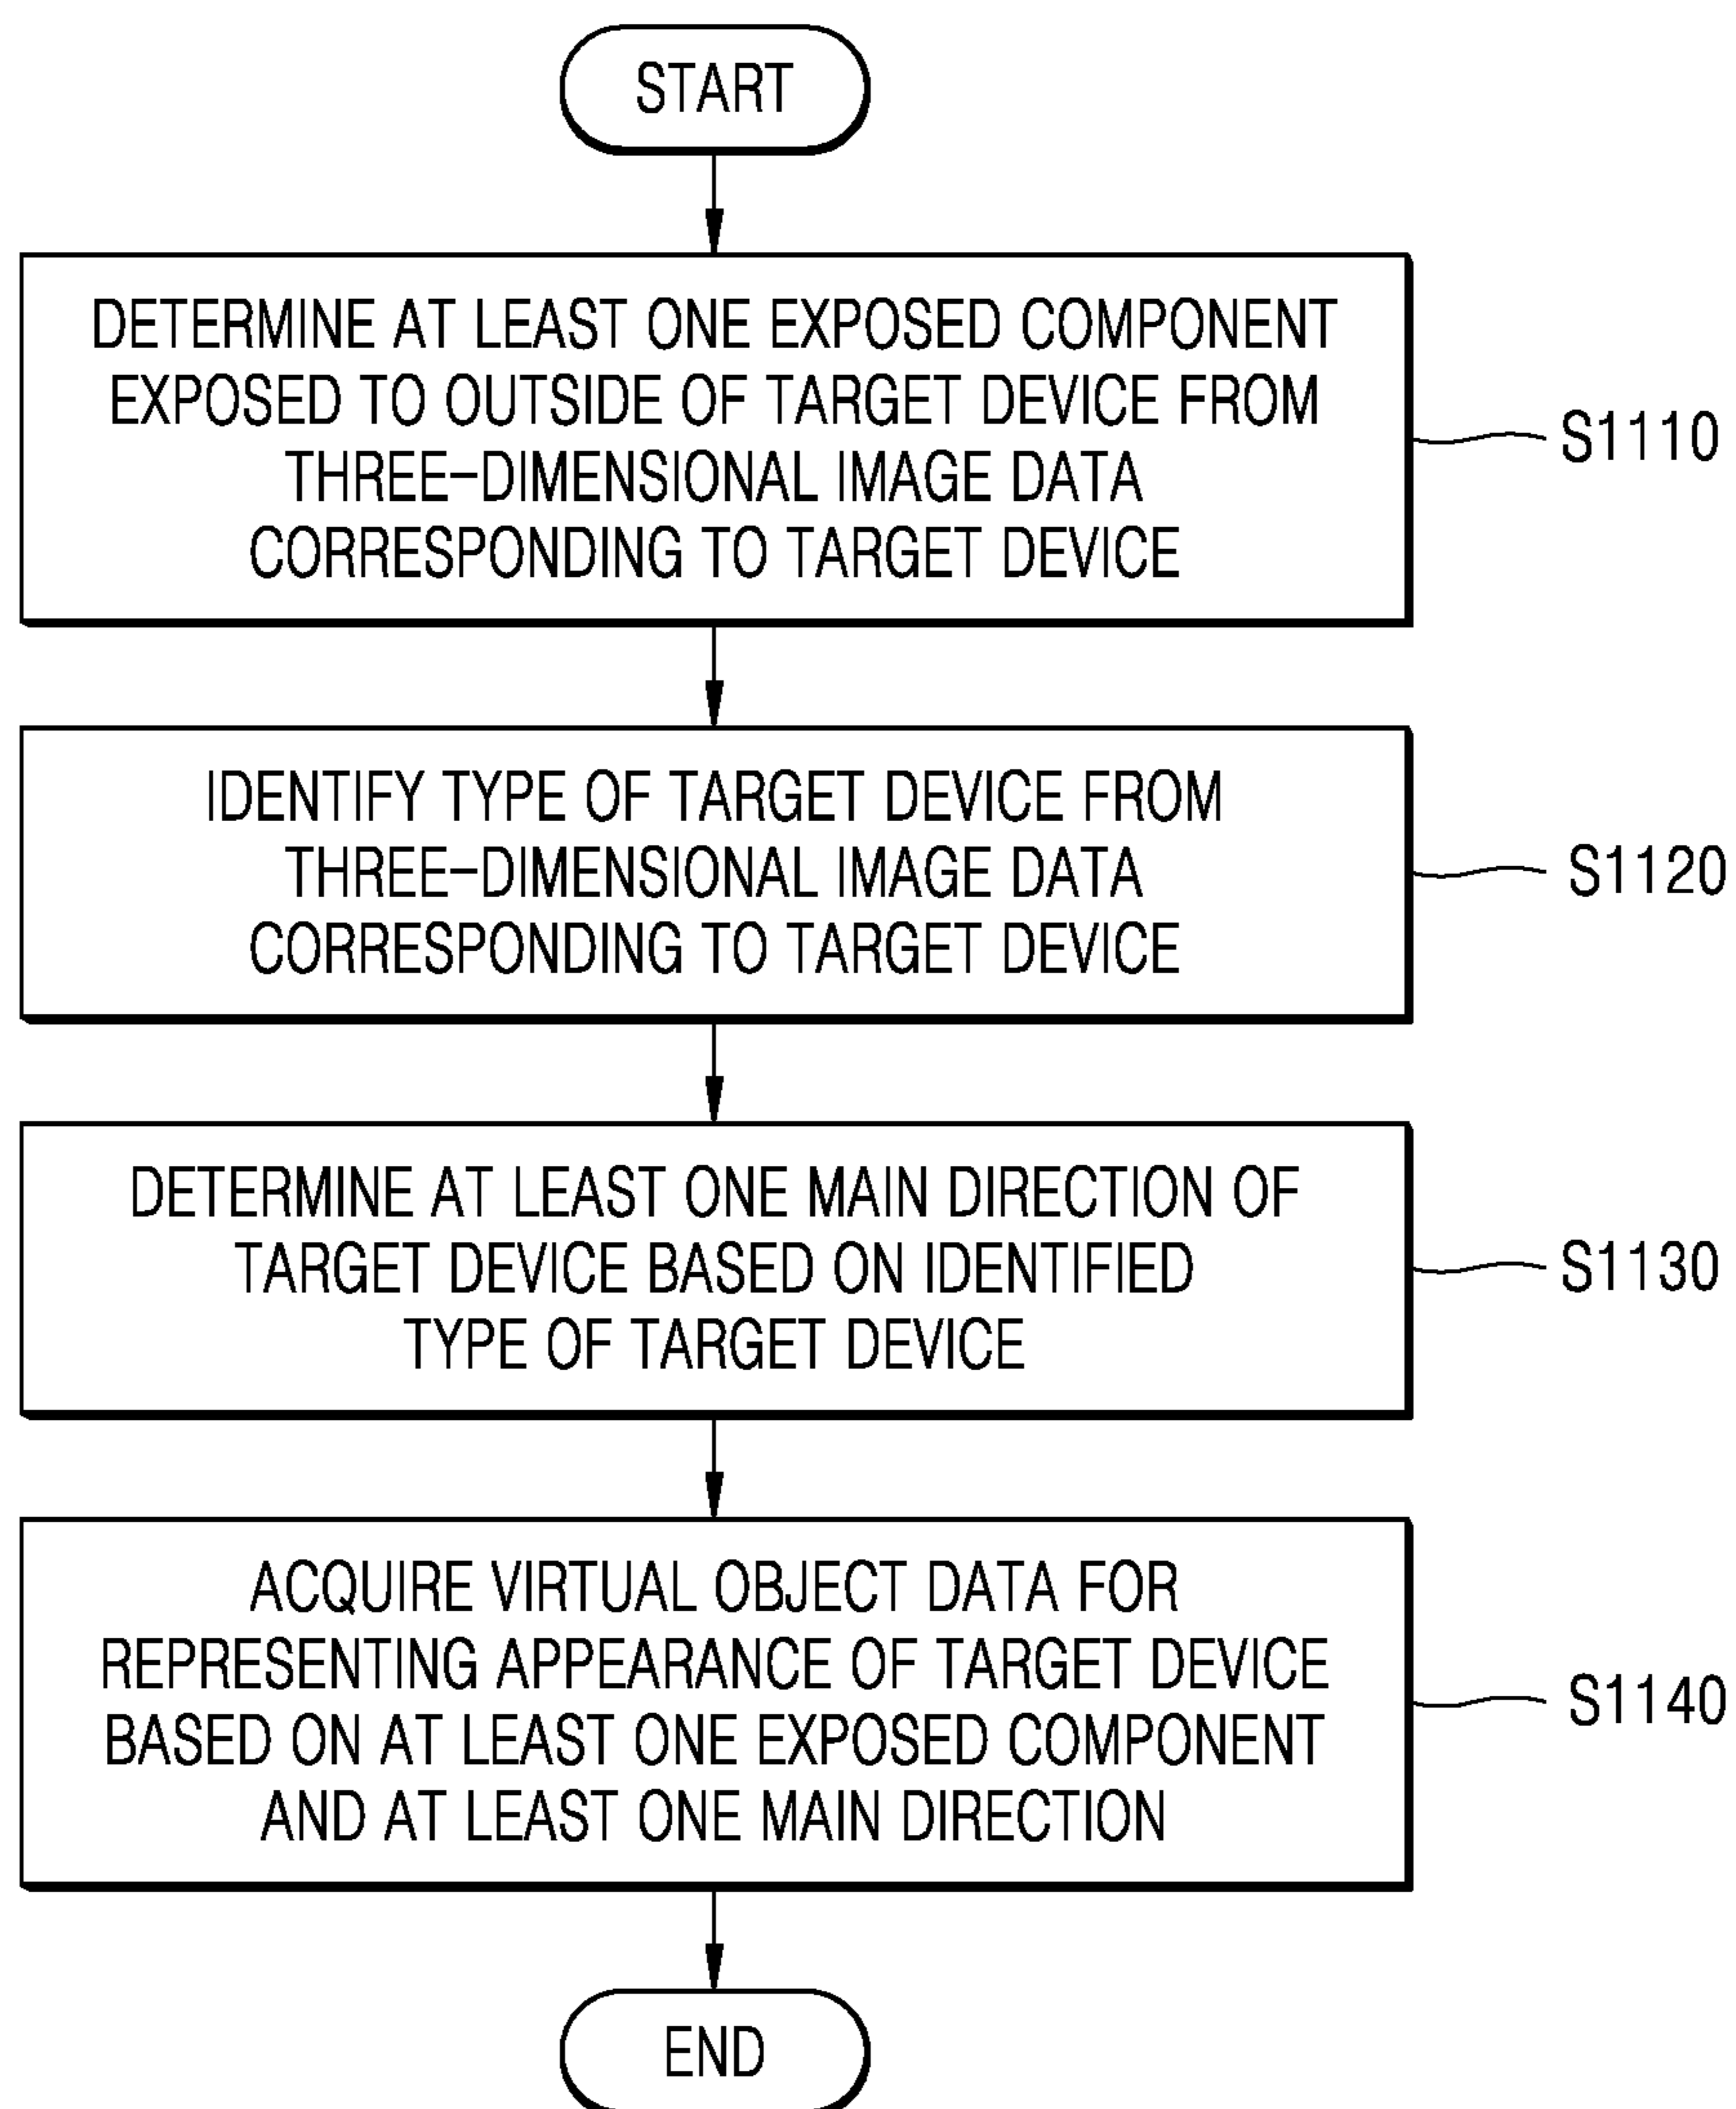 START
DETERMINE AT LEAST ONE EXPOSED COMPONENT
EXPOSED TO OUTSIDE OF TARGET DEVICE FROM
THREE-DIMENSIONAL IMAGE DATA
CORRESPONDING TO TARGET DEVICE
S1110
IDENTIFY TYPE OF TARGET DEVICE FROM
THREE-DIMENSIONAL IMAGE DATA
CORRESPONDING TO TARGET DEVICE
S1120
DETERMINE AT LEAST ONE MAIN DIRECTION OF
TARGET DEVICE BASED ON IDENTIFIED
TYPE OF TARGET DEVICE
S1130
ACQUIRE VIRTUAL OBJECT DATA FOR
REPRESENTING APPEARANCE OF TARGET DEVICE
BASED ON AT LEAST ONE EXPOSED COMPONENT
AND AT LEAST ONE MAIN DIRECTION
S1140
END